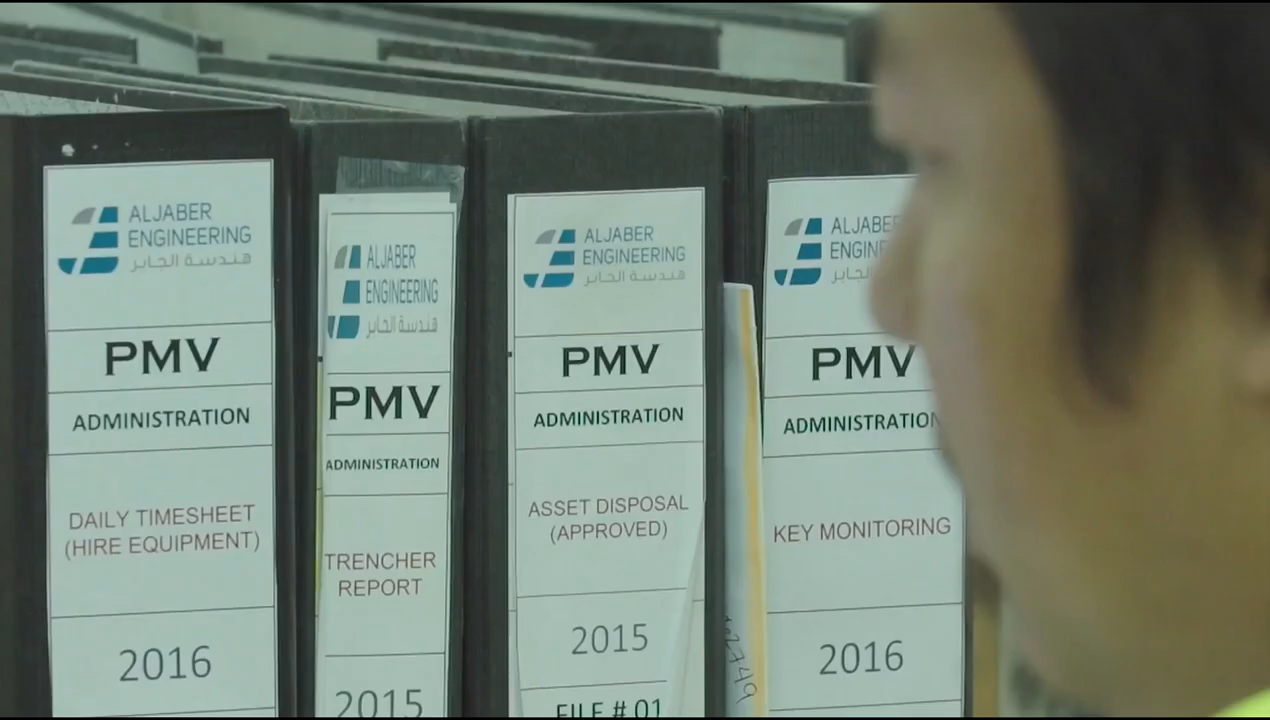 ALJABER
ENGINEERING
هندسة الجابر
PMV
ADMINISTRATION
DAILY TIMESHEET
(HIRE EQUIPMENT)
2016
ALJABER
ENGINEERING
هندسة الجابر
PMV
ADMINISTRATION
TRENCHER
REPORT
2015
ALJABER
ENGINEERING
هندسة الجابر
PMV
ADMINISTRATION
ASSET DISPOSAL
(APPROVED)
2015
FILE # 01
ALJABER
PMV
ADMINISTRATION
KEY MONITORING
2016